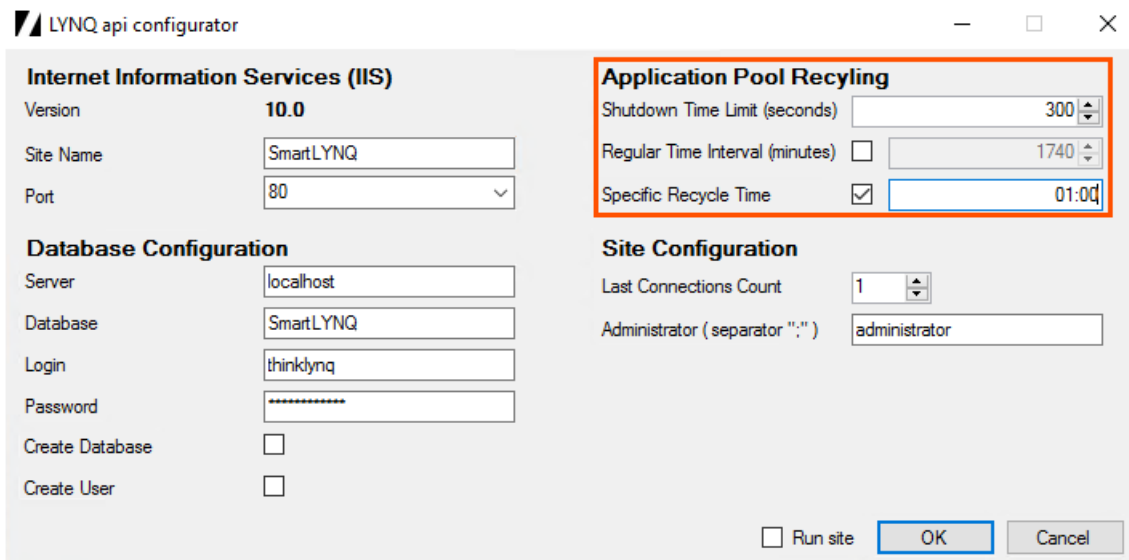 LYNQ api configurator
Internet Information Services (IIS)
Version 10.0
Site Name SmartLYNQ
Port 80
Database Configuration
Server localhost
Database SmartLYNQ
Login thinklynq
Password ************
Create Database
Create User
Application Pool Recyling
Shutdown Time Limit (seconds) 300
Regular Time Interval (minutes) 1740
Specific Recycle Time 01:00
Site Configuration
Last Connections Count 1
Administrator ( separator ";" ) administrator
Run site OK Cancel